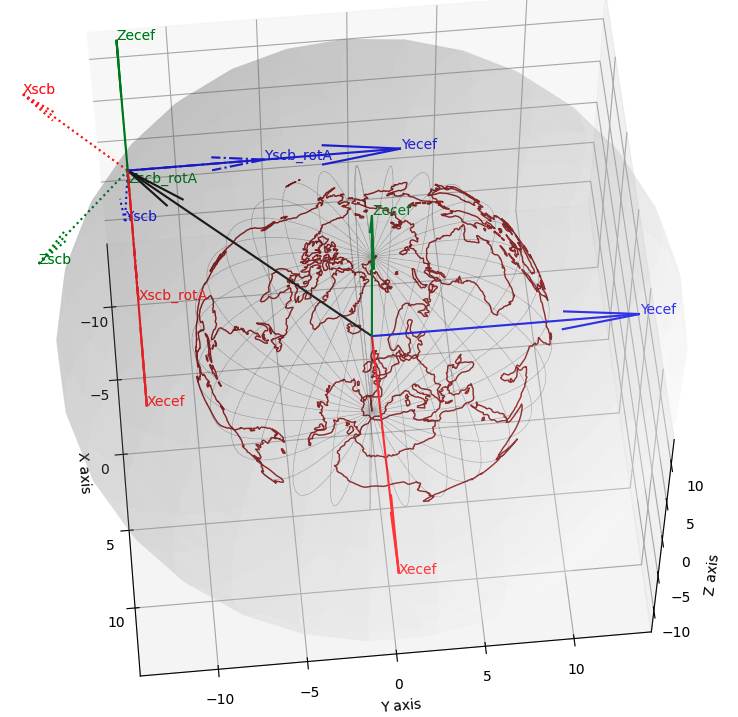 Zecef
Xscb
Yscb_rotA
Yecef
Zscb_rotA
Zecef
Yscb
Zscb
Xscb_rotA
Yecef
−10
−5
Xecef
0
5
10
X axis
Xecef
10
5
0
−5
−10
Z axis
−10
−5
0
5
10
Y axis